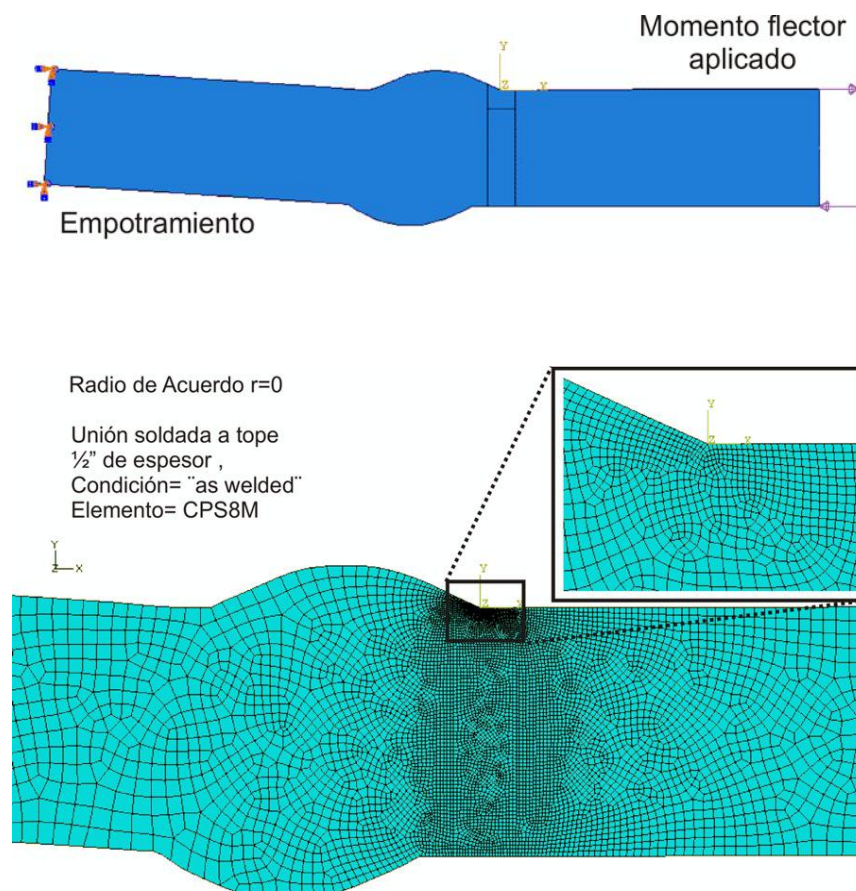 Momento flector
aplicado
Y
Z
X
Empotramiento
Radio de Acuerdo r=0
Unión soldada a tope
½” de espesor ,
Condición= ¨as welded¨
Elemento= CPS8M
Y
Z
X
Y
Z
X
Y
Z